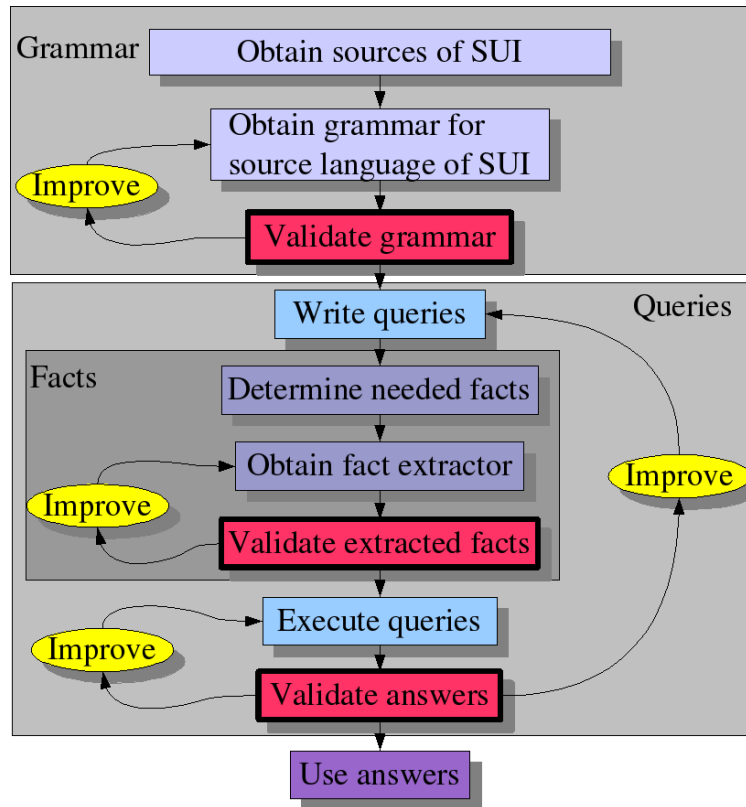 Grammar
Obtain sources of SUI
Obtain grammar for
source language of SUI
Improve
Validate grammar
Write queries
Queries
Facts
Determine needed facts
Obtain fact extractor
Improve
Improve
Validate extracted facts
Execute queries
Improve
Validate answers
Use answers